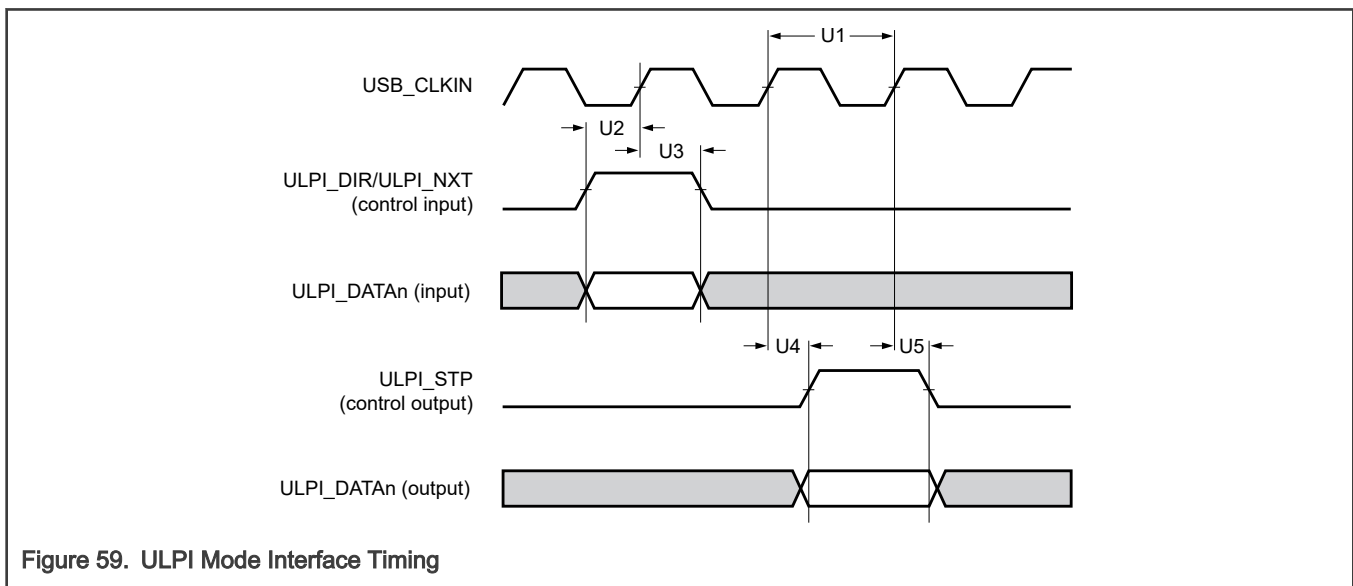 U1
USB_CLKIN
U2
U3
ULPI_DIR/ULPI_NXT
(control input)
ULPI_DATAn (input)
U4
U5
ULPI_STP
(control output)
ULPI_DATAn (output)
Figure 59. ULPI Mode Interface Timing